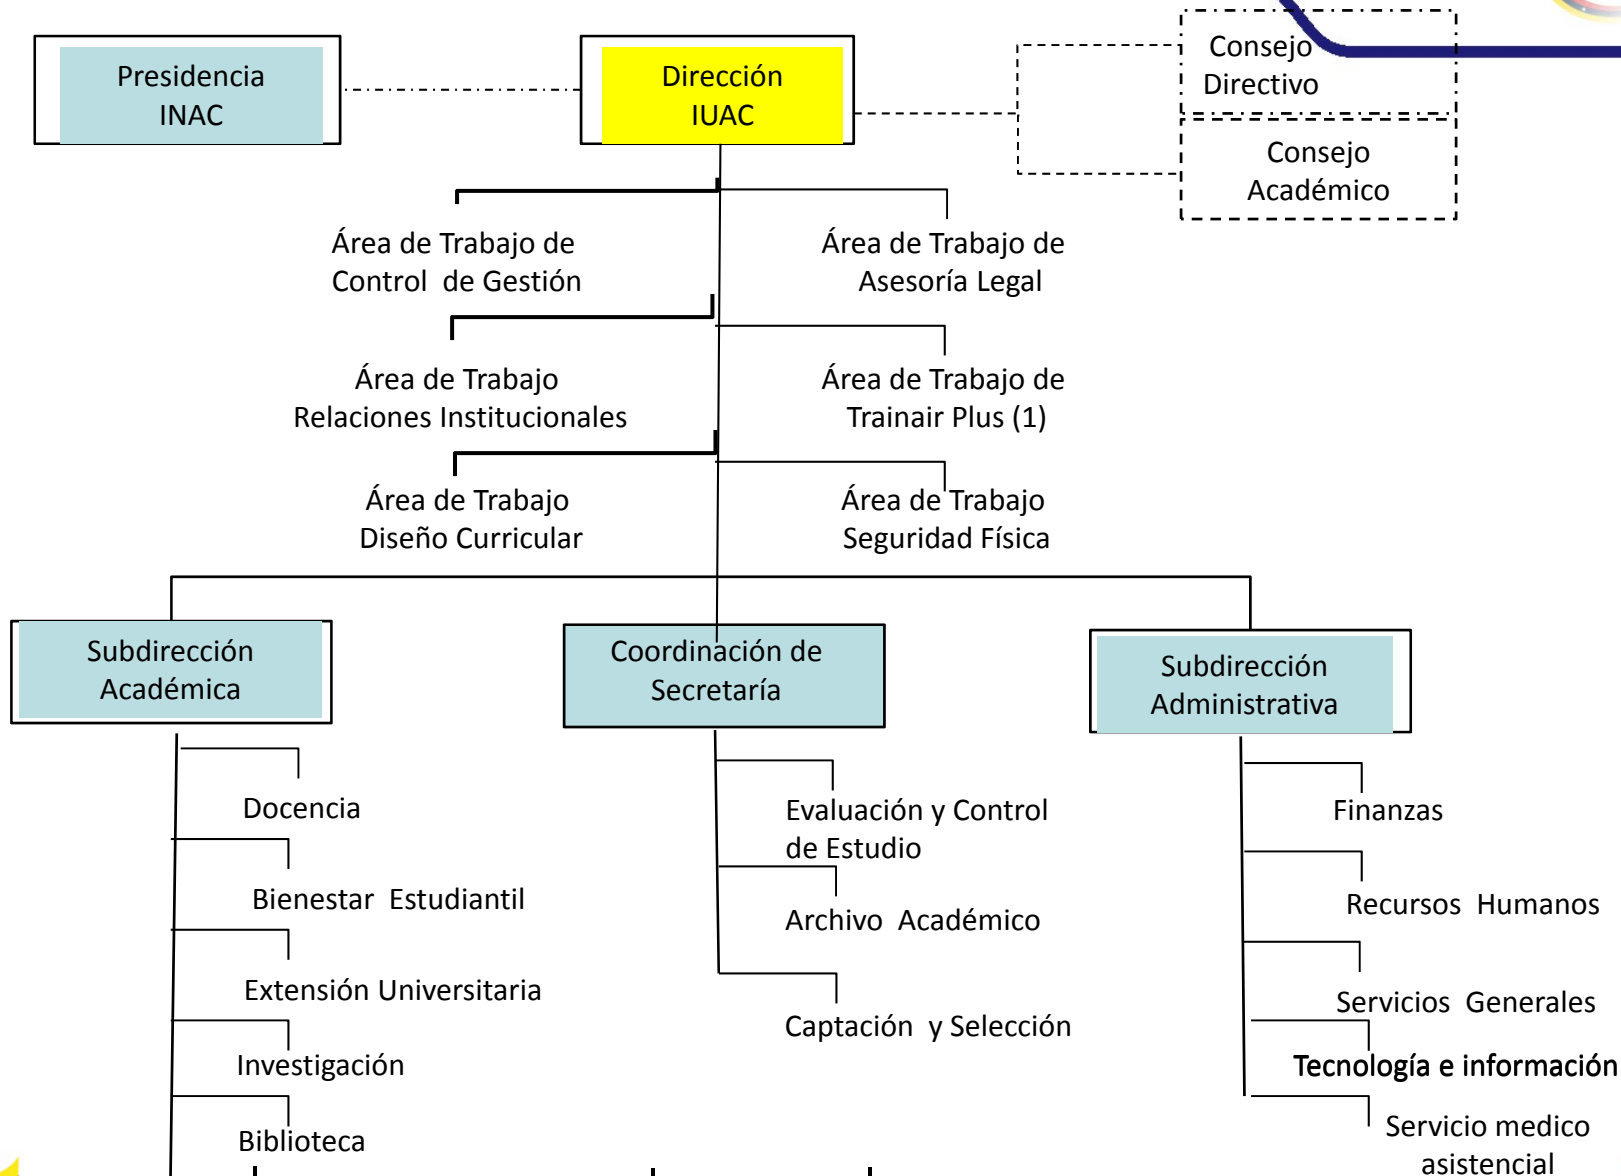 Presidencia
INAC
Dirección
IUAC
Consejo
Directivo
Consejo
Académico
Área de Trabajo de
Control de Gestión
Área de Trabajo de
Asesoría Legal
Área de Trabajo
Relaciones Institucionales
Área de Trabajo de
Trainair Plus (1)
Área de Trabajo
Diseño Curricular
Área de Trabajo
Seguridad Física
Subdirección
Académica
Coordinación de
Secretaría
Subdirección
Administrativa
Docencia
Bienestar Estudiantil
Extensión Universitaria
Investigación
Biblioteca
Evaluación y Control
de Estudio
Archivo Académico
Captación y Selección
Finanzas
Recursos Humanos
Servicios Generales
Tecnología e información
Servicio medico
asistencial